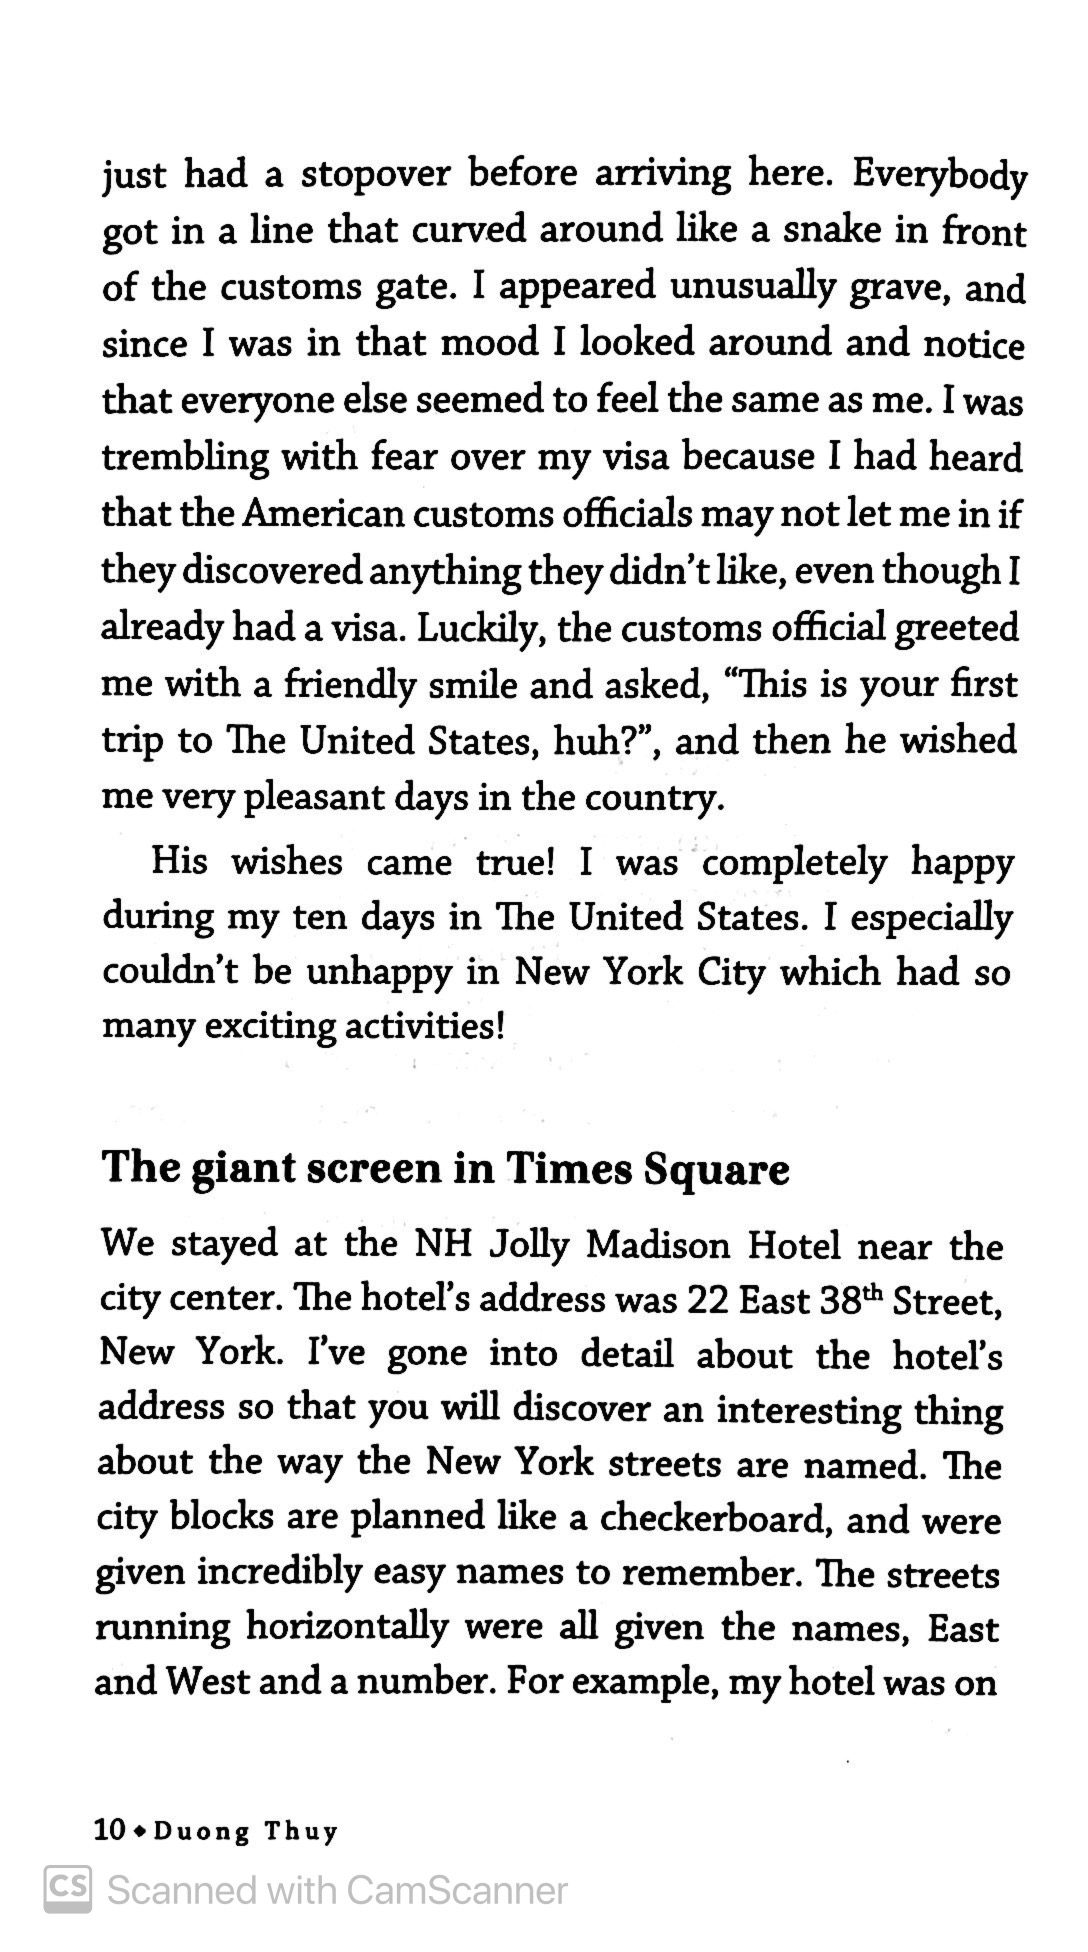 just had a stopover before arriving here. Everybody
got in a line that curved around like a snake in front
of the customs gate. I appeared unusually grave, and
since I was in that mood I looked around and notice
that everyone else seemed to feel the same as me. I was
trembling with fear over my visa because I had heard
that the American customs officials may not let me in if
they discovered anything they didn't like, even though I
already had a visa. Luckily, the customs official greeted
me with a friendly smile and asked, “This is your first
trip to The United States, huh?”, and then he wished
me very pleasant days in the country.
His wishes came true! I was completely happy
during my ten days in The United States. I especially
couldn't be unhappy in New York City which had so
many exciting activities!
The giant screen in Times Square
We stayed at the NH Jolly Madison Hotel near the
city center. The hotel's address was 22 East 38th Street,
New York. I've gone into detail about the hotel's
address so that you will discover an interesting thing
about the way the New York streets are named. The
city blocks are planned like a checkerboard, and were
given incredibly easy names to remember. The streets
running horizontally were all given the names, East
and West and a number. For example, my hotel was on
10 ◆ Duong Thuy
CS Scanned with CamScanner